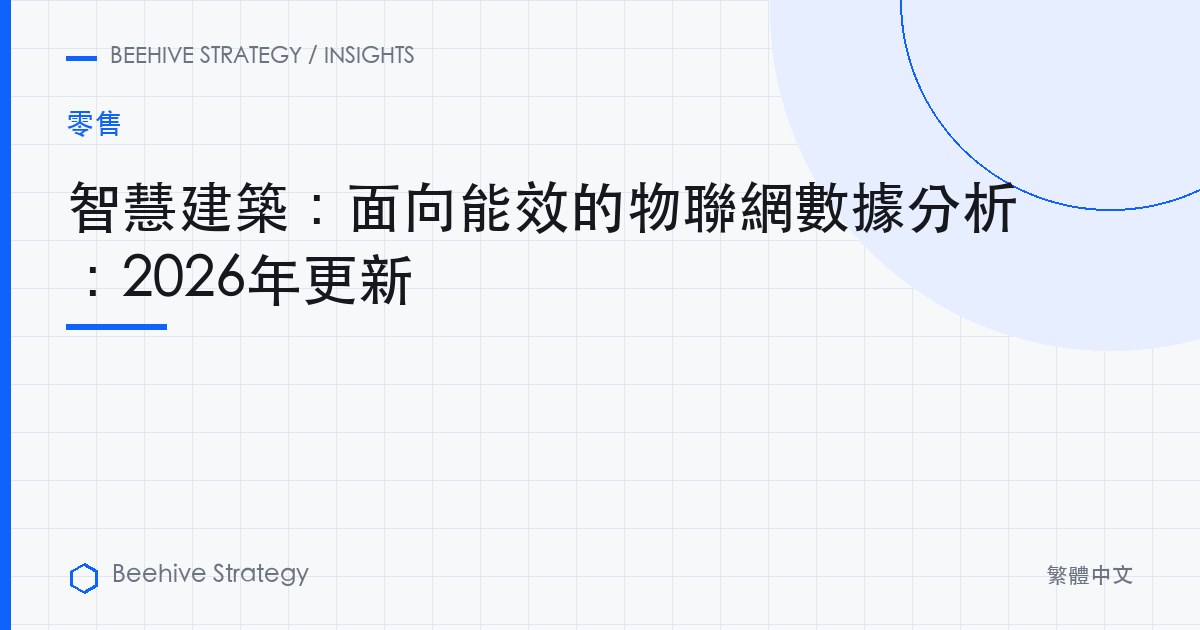 BEEHIVE STRATEGY / INSIGHTS
零售
智慧建築：面向能效的物聯網數據分析
：2026年更新
Beehive Strategy
繁體中文